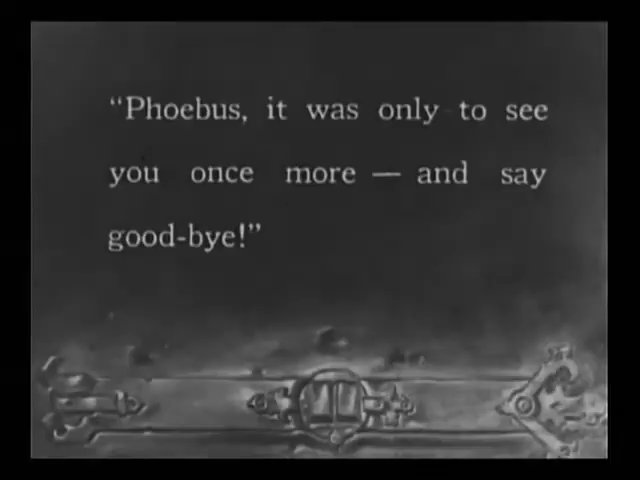 “Phoebus, it was only to see
you once more — and say
good-bye!”